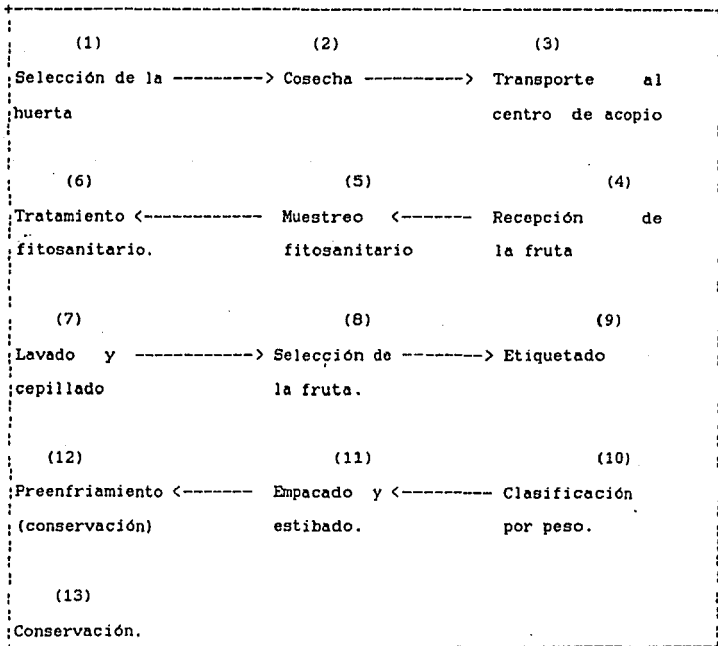 (1) (2) (3)
Selección de la ---------> Cosecha ----------> Transporte al
huerta centro de acopio
(6) (5) (4)
Tratamiento <------------ Muestreo <------- Recepción de
fitosanitario. fitosanitario la fruta
(7) (8) (9)
Lavado y ------------> Selección de --------> Etiquetado
cepillado la fruta.
(12) (11) (10)
Preenfriamiento <------- Empacado y <---------- Clasificación
(conservación) estibado. por peso.
(13)
Conservación.